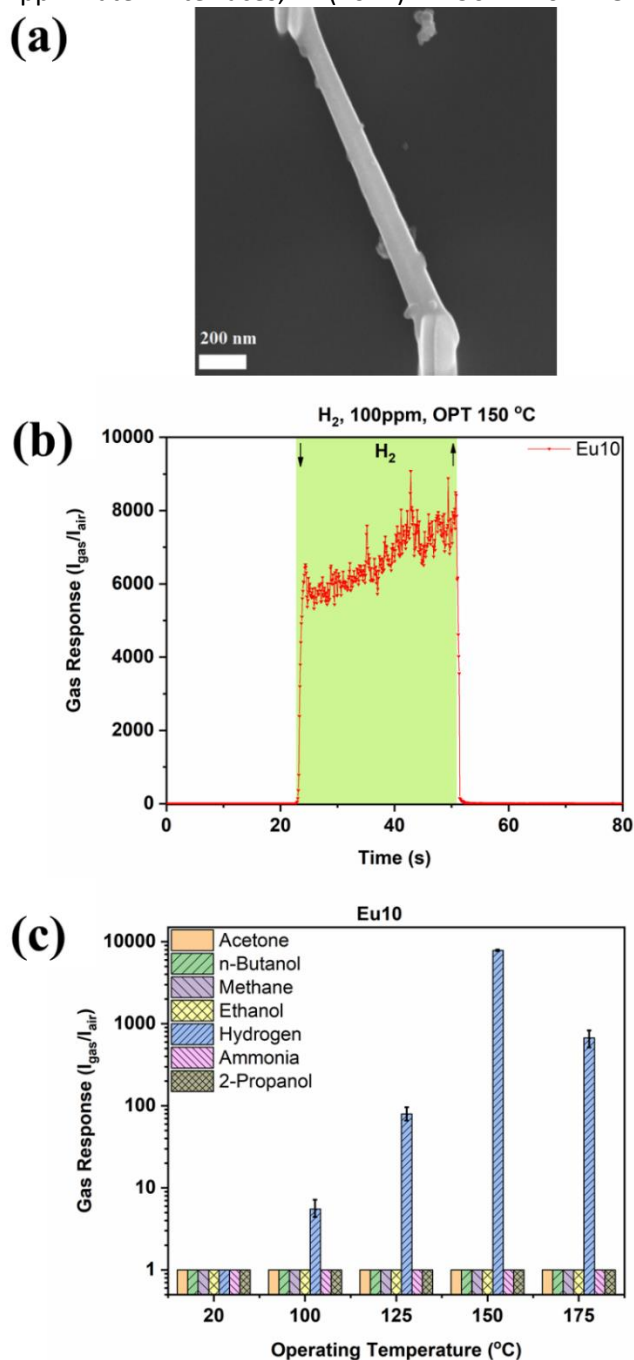 (a)
200 nm
(b)
H₂, 100ppm, OPT 150 °C
H₂
Eu10
10000
8000
6000
4000
2000
0
Gas Response (I_gas/I_air)
0 20 40 60 80
Time (s)
(c)
Eu10
Acetone
n-Butanol
Methane
Ethanol
Hydrogen
Ammonia
2-Propanol
10000
1000
100
10
1
Gas Response (I_gas/I_air)
20 100 125 150 175
Operating Temperature (°C)